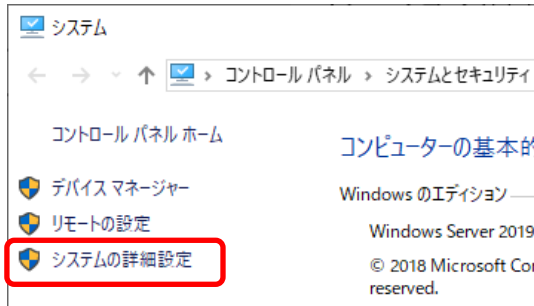 システム
コントロール パネル › システムとセキュリティ
コントロール パネル ホーム
コンピューターの基本的
デバイス マネージャー
Windows のエディション
リモートの設定
Windows Server 2019
システムの詳細設定
© 2018 Microsoft Cor
reserved.